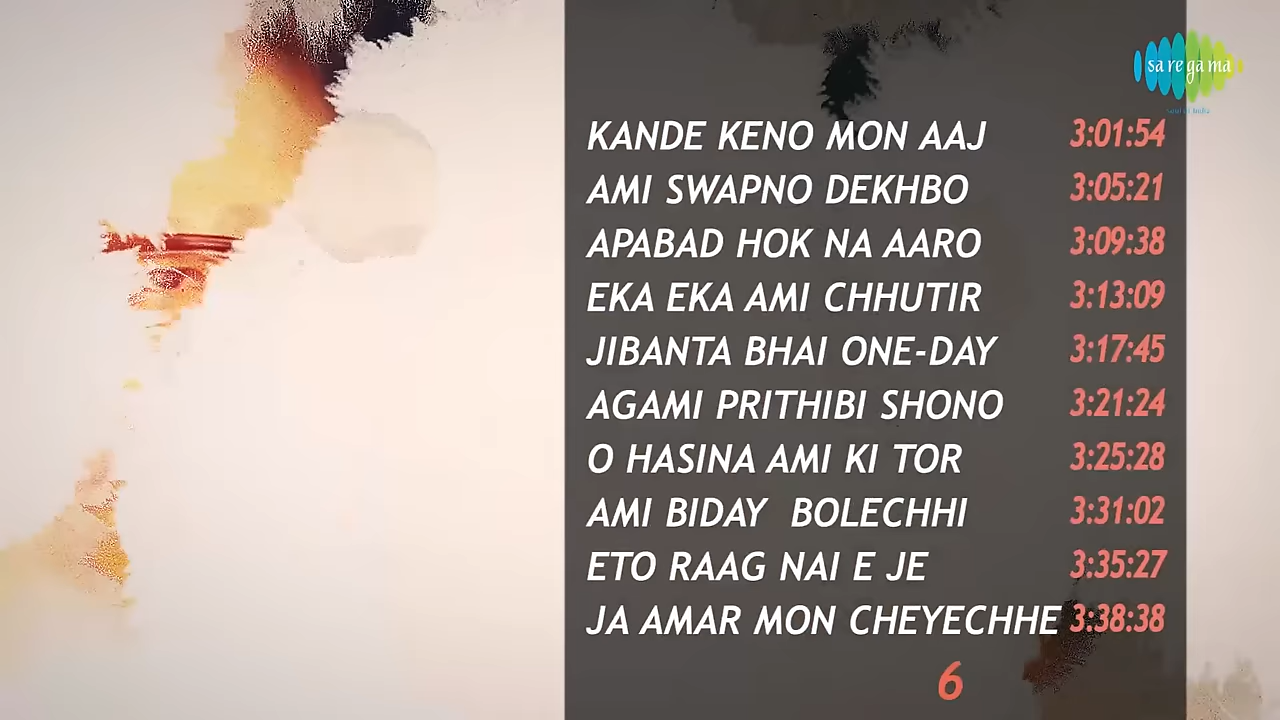 sa re ga ma
soul of india
KANDE KENO MON AAJ 3:01:54
AMI SWAPNO DEKHBO 3:05:21
APABAD HOK NA AARO 3:09:38
EKA EKA AMI CHHUTIR 3:13:09
JIBANTA BHAI ONE-DAY 3:17:45
AGAMI PRITHIBI SHONO 3:21:24
O HASINA AMI KI TOR 3:25:28
AMI BIDAY  BOLECHHI 3:31:02
ETO RAAG NAI E JE 3:35:27
JA AMAR MON CHEYECHHE 3:38:38
6